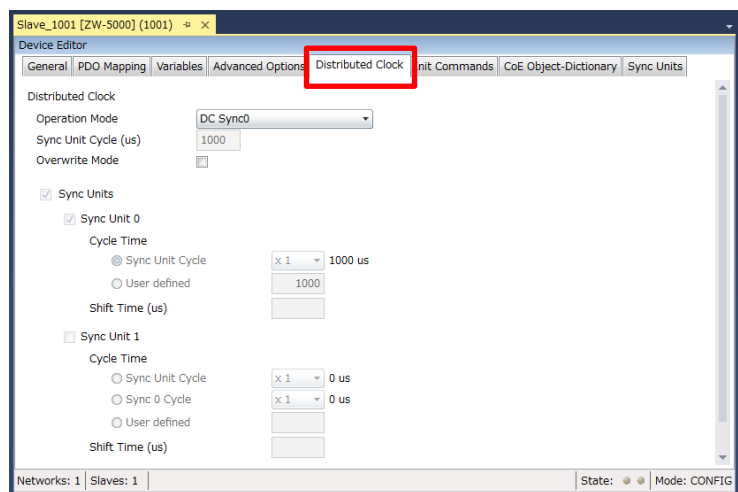 Slave_1001 [ZW-5000] (1001)
Device Editor
General PDO Mapping Variables Advanced Options Distributed Clock Init Commands CoE Object-Dictionary Sync Units
Distributed Clock
Operation Mode DC Sync0
Sync Unit Cycle (us) 1000
Overwrite Mode
Sync Units
Sync Unit 0
Cycle Time
Sync Unit Cycle x 1 1000 us
User defined 1000
Shift Time (us)
Sync Unit 1
Cycle Time
Sync Unit Cycle x 1 0 us
Sync 0 Cycle x 1 0 us
User defined
Shift Time (us)
Networks: 1 Slaves: 1 State: Mode: CONFIG